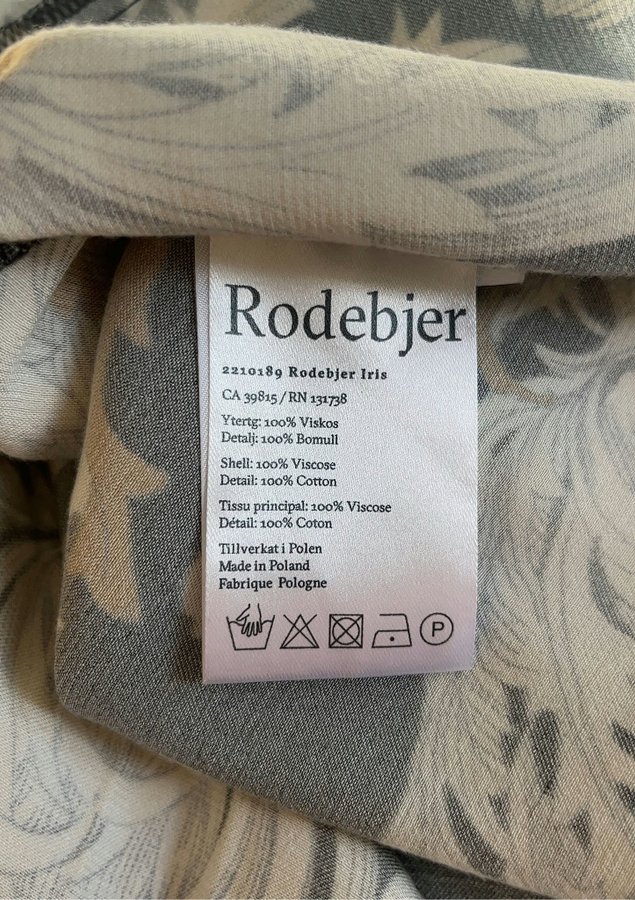 Rodebjer
2210189 Rodebjer Iris
CA 39815 / RN 131738
Ytertg: 100% Viskos
Detalj: 100% Bomull
Shell: 100% Viscose
Detail: 100% Cotton
Tissu principal: 100% Viscose
Détail: 100% Coton
Tillverkat i Polen
Made in Poland
Fabrique Pologne
P